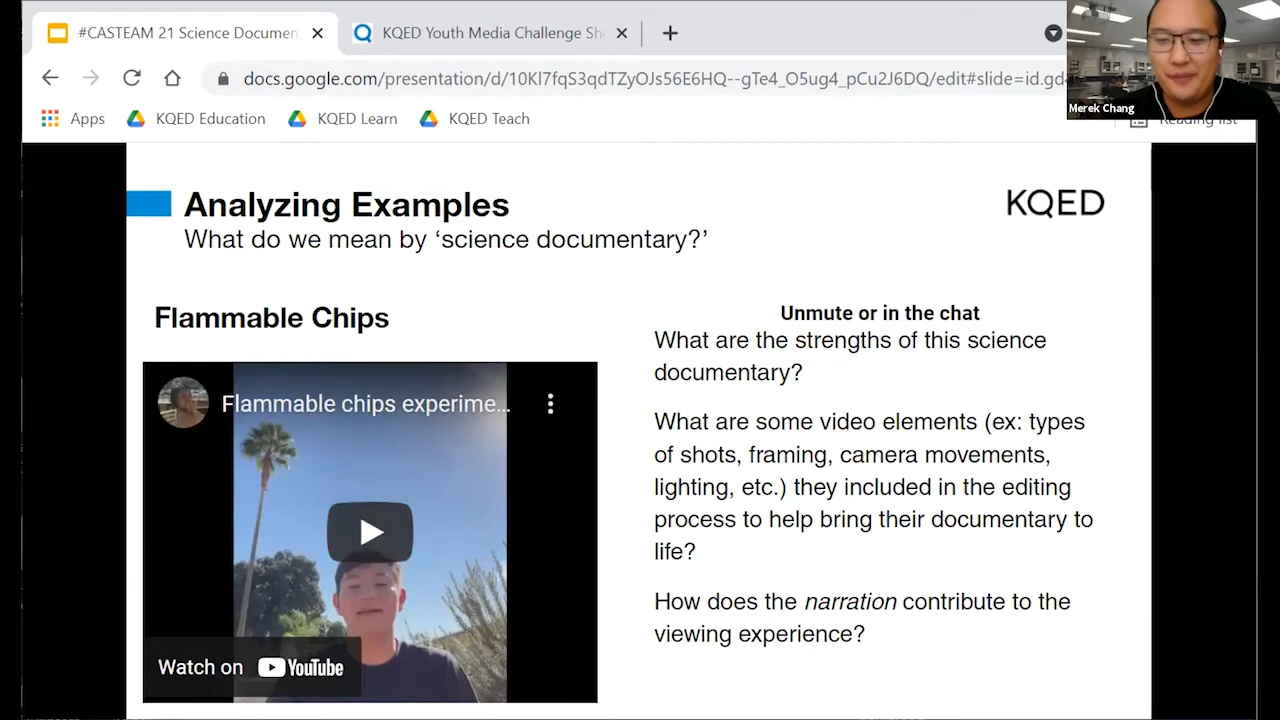 #CASTEAM 21 Science Documen
KQED Youth Media Challenge Sh
docs.google.com/presentation/d/10Kl7fqS3qdTZyOJs56E6HQ--gTe4_O5ug4_pCu2J6DQ/edit#slide=id.gd
Merek Chang
Apps
KQED Education
KQED Learn
KQED Teach
Reading list
Analyzing Examples
KQED
What do we mean by ‘science documentary?’
Flammable Chips
Flammable chips experime...
Watch on YouTube
Unmute or in the chat
What are the strengths of this science
documentary?
What are some video elements (ex: types
of shots, framing, camera movements,
lighting, etc.) they included in the editing
process to help bring their documentary to
life?
How does the narration contribute to the
viewing experience?